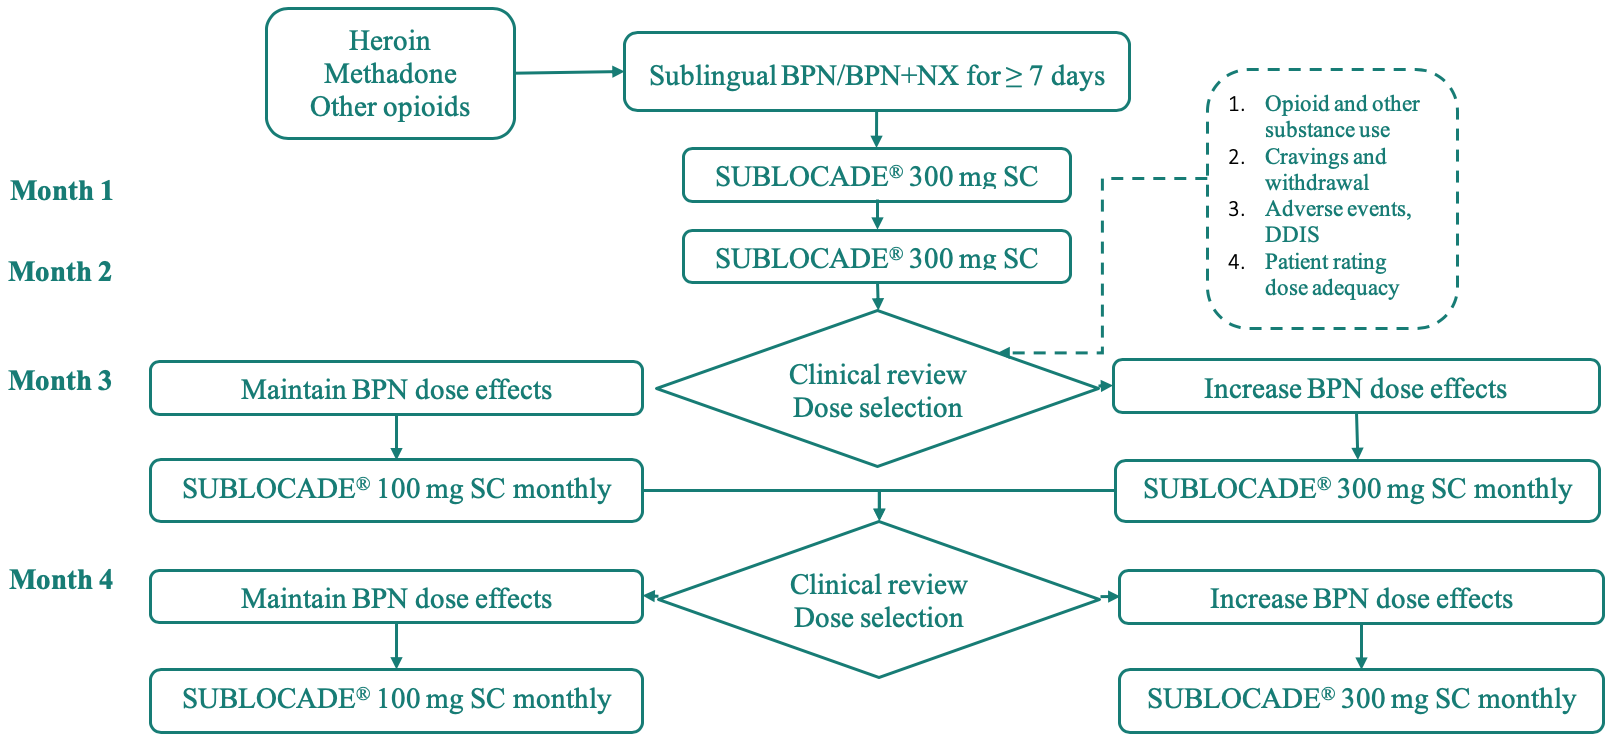 Heroin
Methadone
Other opioids
Sublingual BPN/BPN+NX for ≥ 7 days
1. Opioid and other
substance use
2. Cravings and
withdrawal
3. Adverse events,
DDIS
4. Patient rating
dose adequacy
Month 1
SUBLOCADE® 300 mg SC
Month 2
SUBLOCADE® 300 mg SC
Month 3
Maintain BPN dose effects
Clinical review
Dose selection
Increase BPN dose effects
SUBLOCADE® 100 mg SC monthly
SUBLOCADE® 300 mg SC monthly
Month 4
Maintain BPN dose effects
Clinical review
Dose selection
Increase BPN dose effects
SUBLOCADE® 100 mg SC monthly
SUBLOCADE® 300 mg SC monthly